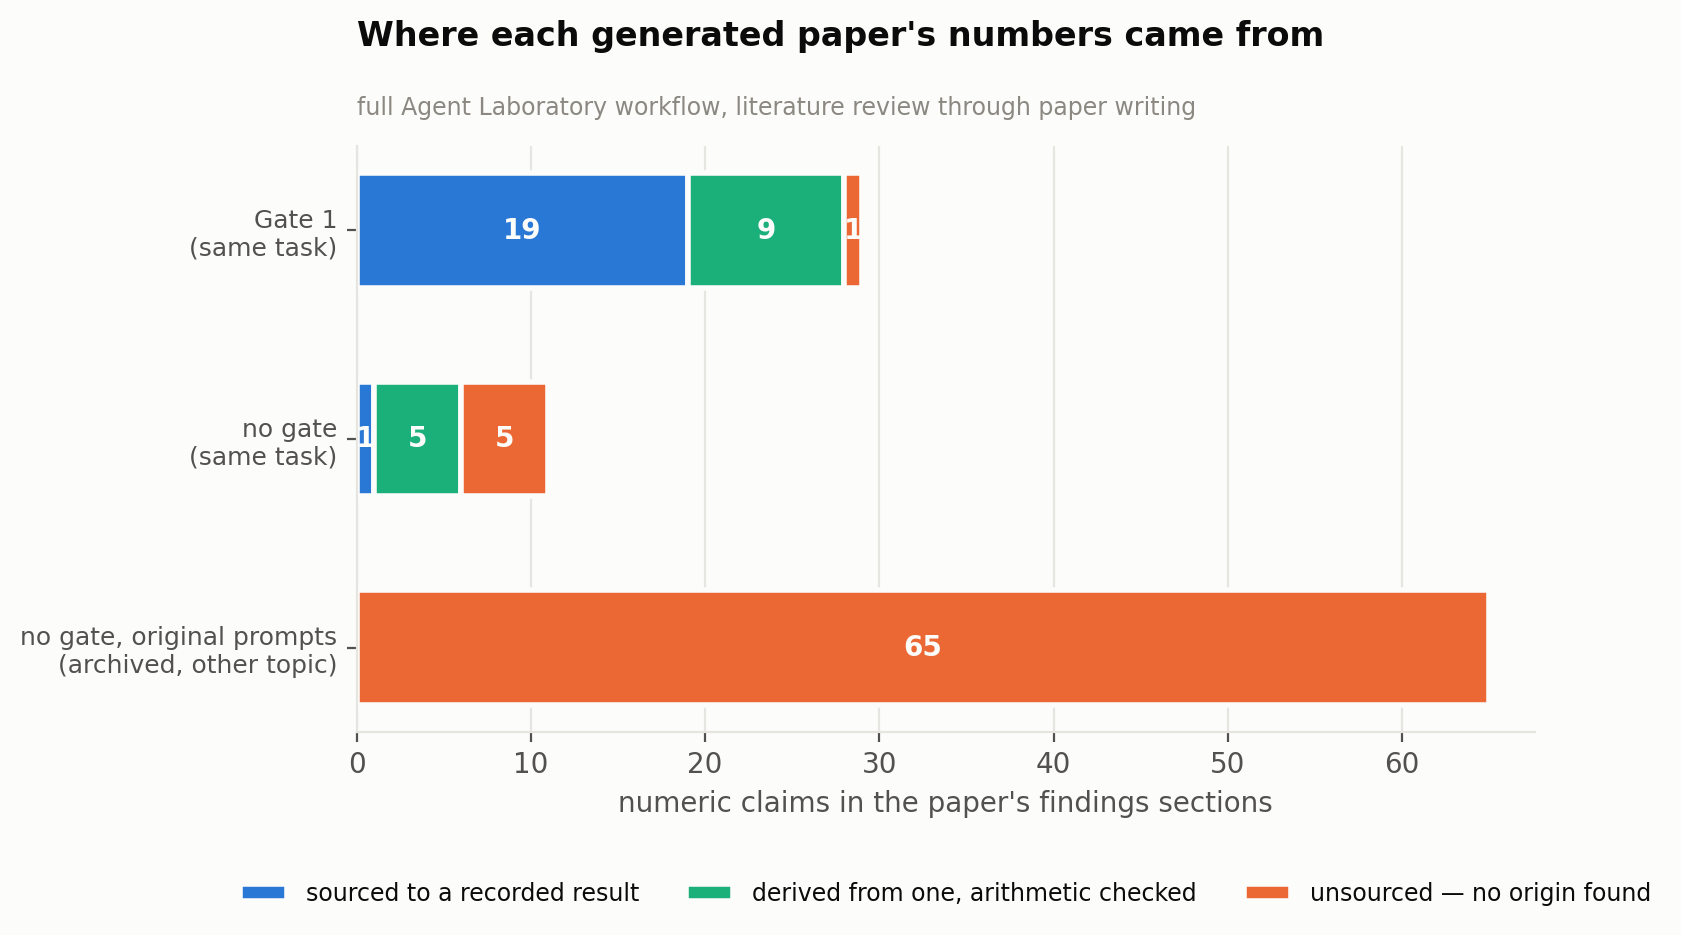 Where each generated paper's numbers came from
full Agent Laboratory workflow, literature review through paper writing
Gate 1
(same task)
19
9
1
no gate
(same task)
1
5
5
no gate, original prompts
(archived, other topic)
65
0
10
20
30
40
50
60
numeric claims in the paper's findings sections
sourced to a recorded result
derived from one, arithmetic checked
unsourced — no origin found